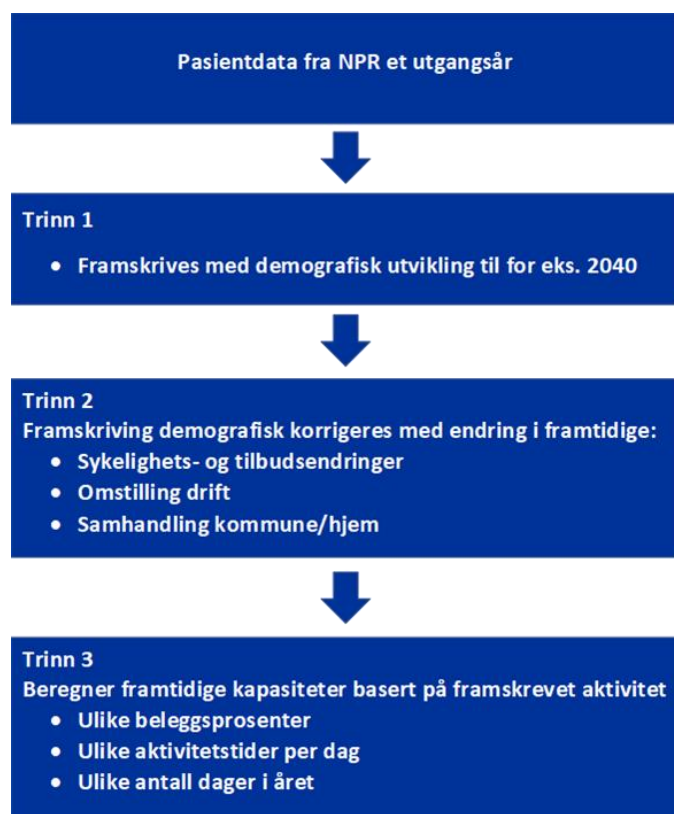 Pasientdata fra NPR et utgangsår
Trinn 1
• Framskrives med demografisk utvikling til for eks. 2040
Trinn 2
Framskriving demografisk korrigeres med endring i framtidige:
• Sykelighets- og tilbudsendringer
• Omstilling drift
• Samhandling kommune/hjem
Trinn 3
Beregner framtidige kapasiteter basert på framskrevet aktivitet
• Ulike beleggsprosenter
• Ulike aktivitetstider per dag
• Ulike antall dager i året